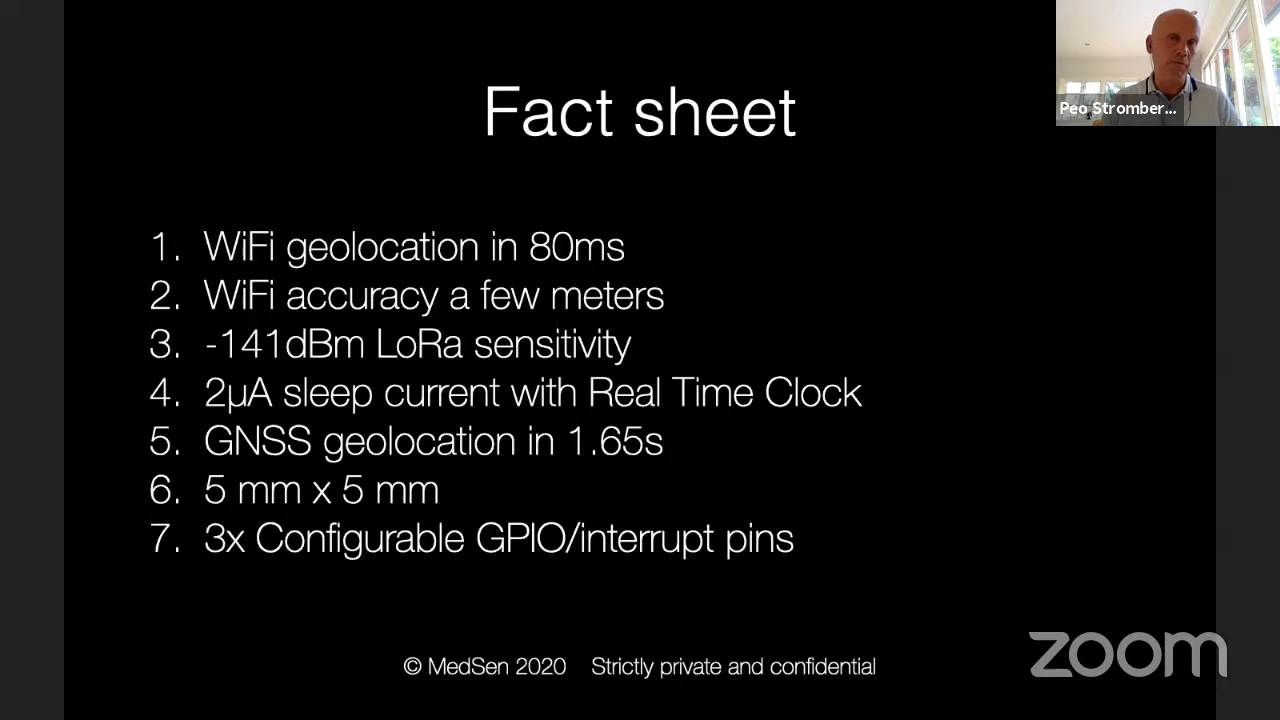 Fact sheet
Peo Stromber...
1. WiFi geolocation in 80ms
2. WiFi accuracy a few meters
3. -141dBm LoRa sensitivity
4. 2µA sleep current with Real Time Clock
5. GNSS geolocation in 1.65s
6. 5 mm x 5 mm
7. 3x Configurable GPIO/interrupt pins
© MedSen 2020 Strictly private and confidential
zoom